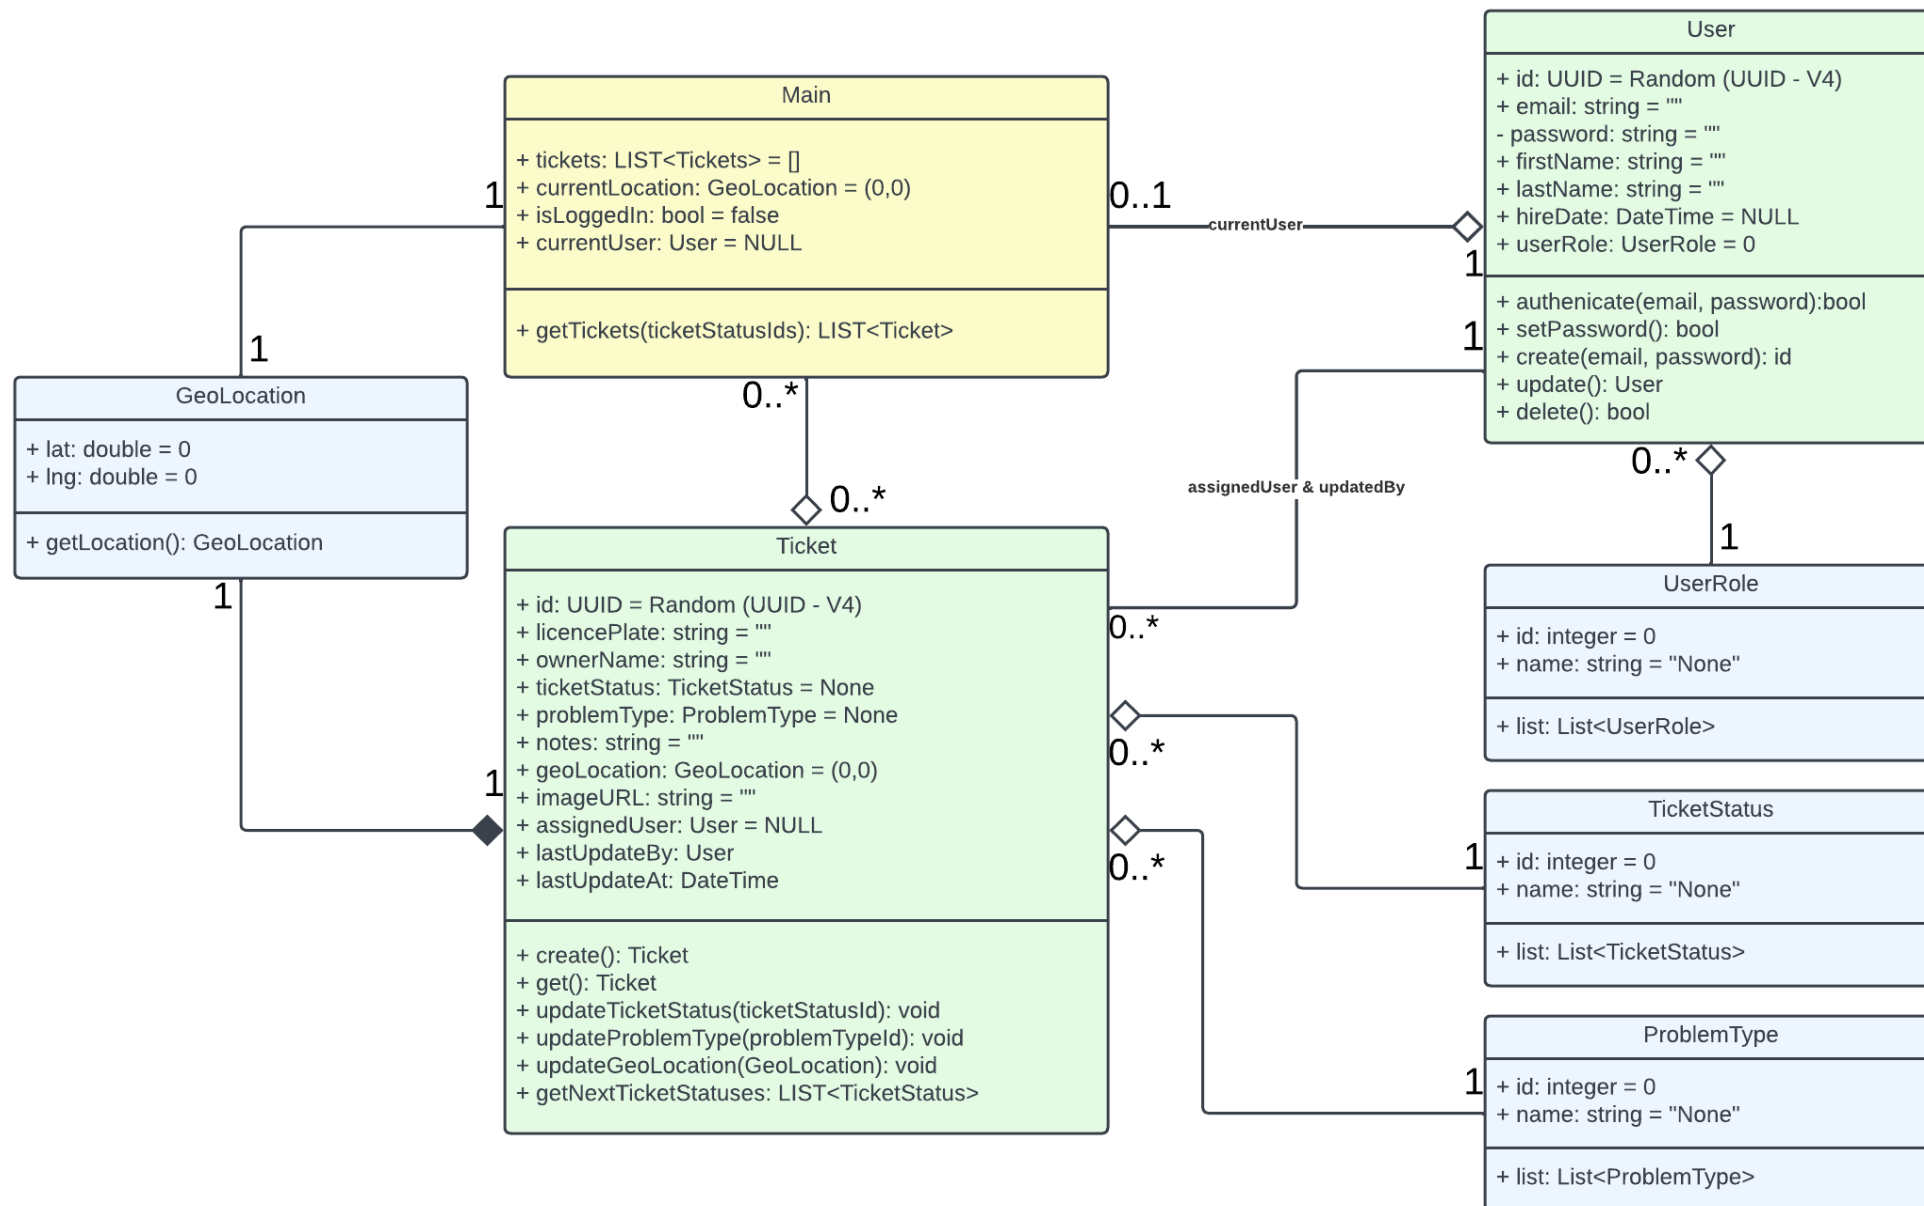 User
+ id: UUID = Random (UUID - V4)
+ email: string = ""
- password: string = ""
+ firstName: string = ""
+ lastName: string = ""
+ hireDate: DateTime = NULL
+ userRole: UserRole = 0
+ authenicate(email, password):bool
+ setPassword(): bool
+ create(email, password): id
+ update(): User
+ delete(): bool
Main
+ tickets: LIST<Tickets> = []
+ currentLocation: GeoLocation = (0,0)
+ isLoggedIn: bool = false
+ currentUser: User = NULL
+ getTickets(ticketStatusIds): LIST<Ticket>
1
0..1
currentUser
1
1
1
0..*
0..*
GeoLocation
+ lat: double = 0
+ lng: double = 0
+ getLocation(): GeoLocation
1
1
assignedUser & updatedBy
0..*
0..*
1
Ticket
+ id: UUID = Random (UUID - V4)
+ licencePlate: string = ""
+ ownerName: string = ""
+ ticketStatus: TicketStatus = None
+ problemType: ProblemType = None
+ notes: string = ""
+ geoLocation: GeoLocation = (0,0)
+ imageURL: string = ""
+ assignedUser: User = NULL
+ lastUpdateBy: User
+ lastUpdateAt: DateTime
+ create(): Ticket
+ get(): Ticket
+ updateTicketStatus(ticketStatusId): void
+ updateProblemType(problemTypeId): void
+ updateGeoLocation(GeoLocation): void
+ getNextTicketStatuses: LIST<TicketStatus>
0..*
0..*
UserRole
+ id: integer = 0
+ name: string = "None"
+ list: List<UserRole>
1
TicketStatus
+ id: integer = 0
+ name: string = "None"
+ list: List<TicketStatus>
1
ProblemType
+ id: integer = 0
+ name: string = "None"
+ list: List<ProblemType>